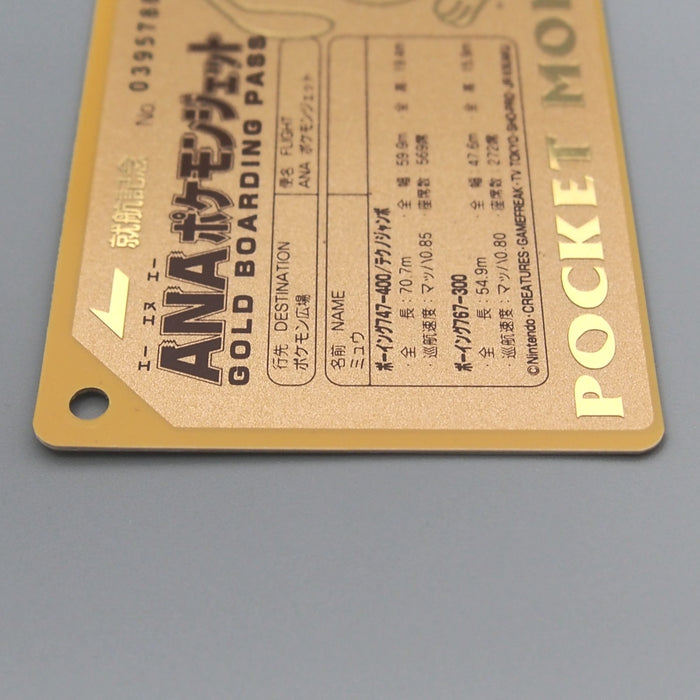 No. 0395786
就航記念
エー エヌ エー
ANAポケモンジェット
GOLD BOARDING PASS
行先 DESTINATION
ポケモン広場
便名 FLIGHT
ANA ポケモンジェット
名前 NAME
ミュウ
ボーイング747-400/テクノジャンボ
・全 長：70.7m ・全 幅 59.9m 全 高 19.4m
・巡航速度：マッハ0.85 座席数 569席
ボーイング767-300
・全 長：54.9m ・全 幅 47.6m 全 高 15.9m
・巡航速度：マッハ0.80 座席数 272席
©Nintendo・CREATURES・GAMEFREAK・TV TOKYO・SHO-PRO・JR KIKAKU
POCKET MON